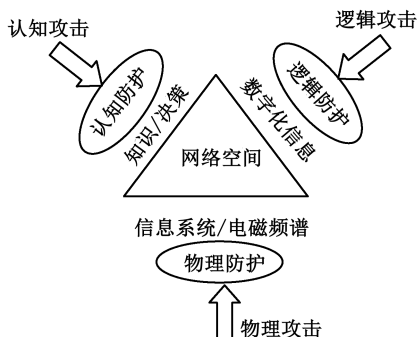 认知攻击
逻辑攻击
认知防护
逻辑防护
知识/决策
数字化信息
网络空间
信息系统/电磁频谱
物理防护
物理攻击